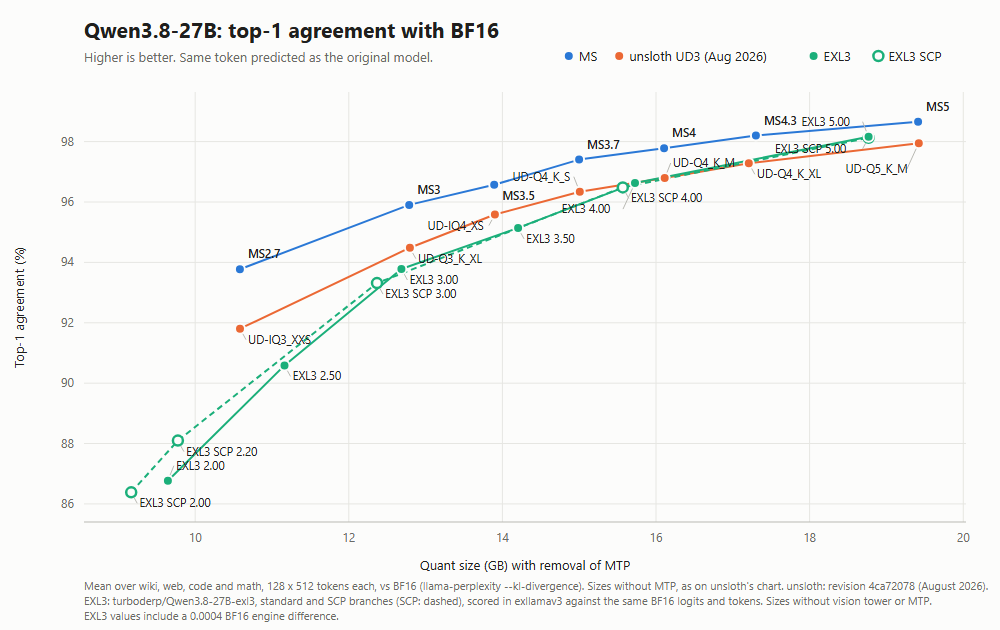 Qwen3.8-27B: top-1 agreement with BF16
Higher is better. Same token predicted as the original model.
MS
unsloth UD3 (Aug 2026)
EXL3
EXL3 SCP
Top-1 agreement (%)
98
96
94
92
90
88
86
MS5
MS4.3
EXL3 5.00
MS4
MS3.7
EXL3 SCP 5.00
UD-Q4_K_M
UD-Q5_K_M
UD-Q4_K_XL
UD-Q4_K_S
MS3
MS3.5
EXL3 SCP 4.00
EXL3 4.00
UD-IQ4_XS
EXL3 3.50
MS2.7
UD-Q3_K_XL
EXL3 3.00
EXL3 SCP 3.00
UD-IQ3_XXS
EXL3 2.50
EXL3 SCP 2.20
EXL3 2.00
EXL3 SCP 2.00
10
12
14
16
18
20
Quant size (GB) with removal of MTP
Mean over wiki, web, code and math, 128 x 512 tokens each, vs BF16 (llama-perplexity --kl-divergence). Sizes without MTP, as on unsloth's chart. unsloth: revision 4ca72078 (August 2026).
EXL3: turboderp/Qwen3.8-27B-exl3, standard and SCP branches (SCP: dashed), scored in exllamav3 against the same BF16 logits and tokens. Sizes without vision tower or MTP.
EXL3 values include a 0.0004 BF16 engine difference.